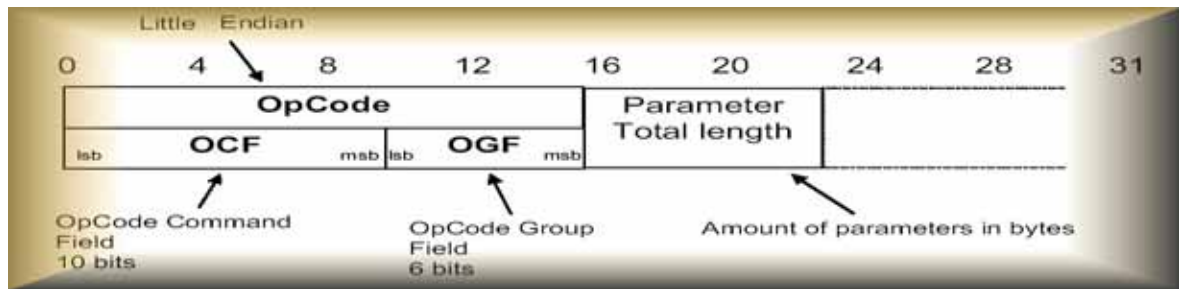 Little Endian
0 4 8 12 16 20 24 28 31
OpCode
Parameter
Total length
lsb OCF msb lsb OGF msb
OpCode Command
Field
10 bits
OpCode Group
Field
6 bits
Amount of parameters in bytes